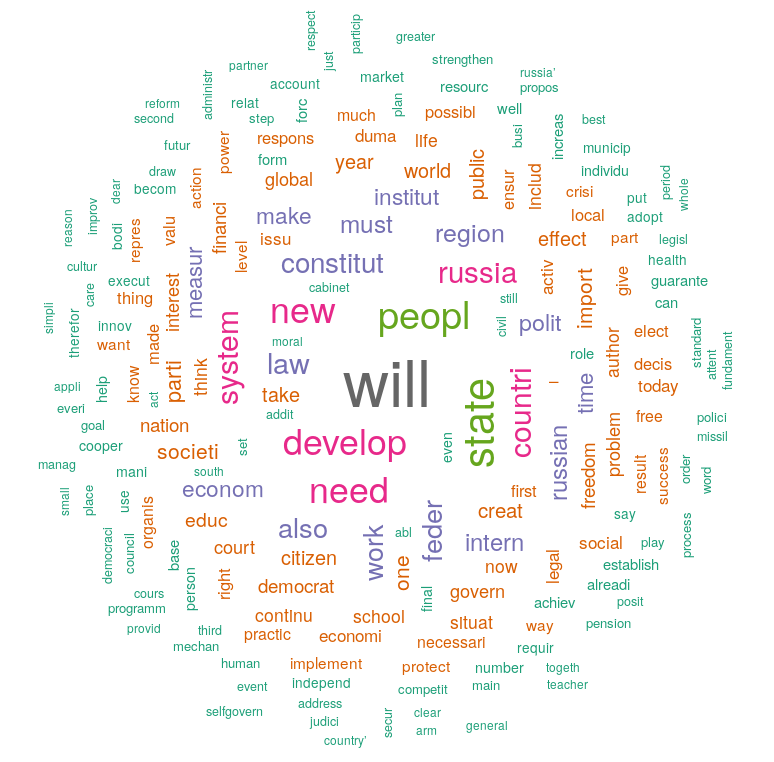 respect
particip
greater
just
strengthen
partner
administr
account
market
russia'
propos
resourc
reform
second
relat
step
forc
plan
much
possibl
well
busi
increas
best
futur
power
respons
duma
life
municip
form
year
world
public
ensur
includ
individu
draw
becom
action
global
institut
crisi
put
period
whole
dear
improv
reason
bodi
repres
valu
financi
level
make
must
region
effect
local
adopt
part
legisl
issu
cultur
execut
care
thing
interest
measur
constitut
russia
activ
import
give
health
guarante
can
simpli
therefor
innov
want
made
cabinet
new
peopl
still
civil
polit
author
elect
standard
attent
fundament
system
moral
law
role
decis
today
appli
everi
help
know
act
parti
think
take
will
state
countri
time
goal
nation
addit
free
polici
missil
cooper
societi
set
develop
even
russian
freedom
problem
result
success
order
word
manag
mani
south
econom
need
first
small
place
use
organis
educ
also
work
abl
feder
creat
intern
say
play
process
democraci
council
base
court
citizen
one
now
legal
social
establish
person
right
democrat
final
govern
alreadi
cours
programm
continu
school
situat
achiev
posit
provid
third
practic
economi
necessari
way
pension
mechan
requir
human
implement
protect
number
togeth
event
independ
competit
main
teacher
selfgovern
address
judici
secur
clear
arm
general
country'
–